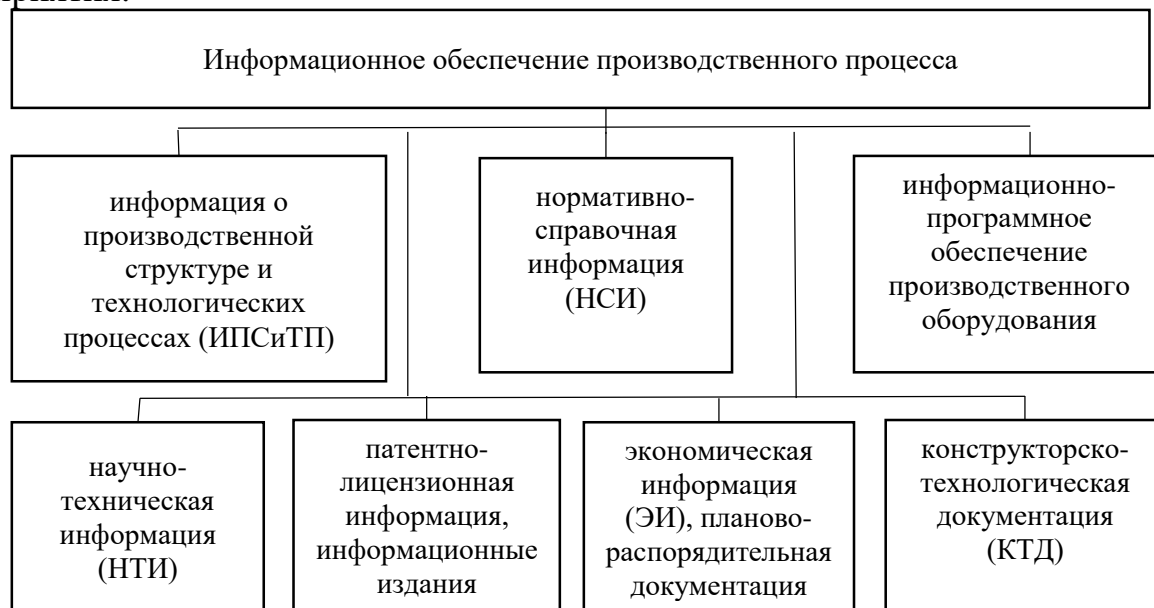 Информационное обеспечение производственного процесса
информация о
производственной
структуре и
технологических
процессах (ИПСиТП)
нормативно-
справочная
информация
(НСИ)
информационно-
программное
обеспечение
производственного
оборудования
научно-
техническая
информация
(НТИ)
патентно-
лицензионная
информация,
информационные
издания
экономическая
информация
(ЭИ), планово-
распорядительная
документация
конструкторско-
технологическая
документация
(КТД)